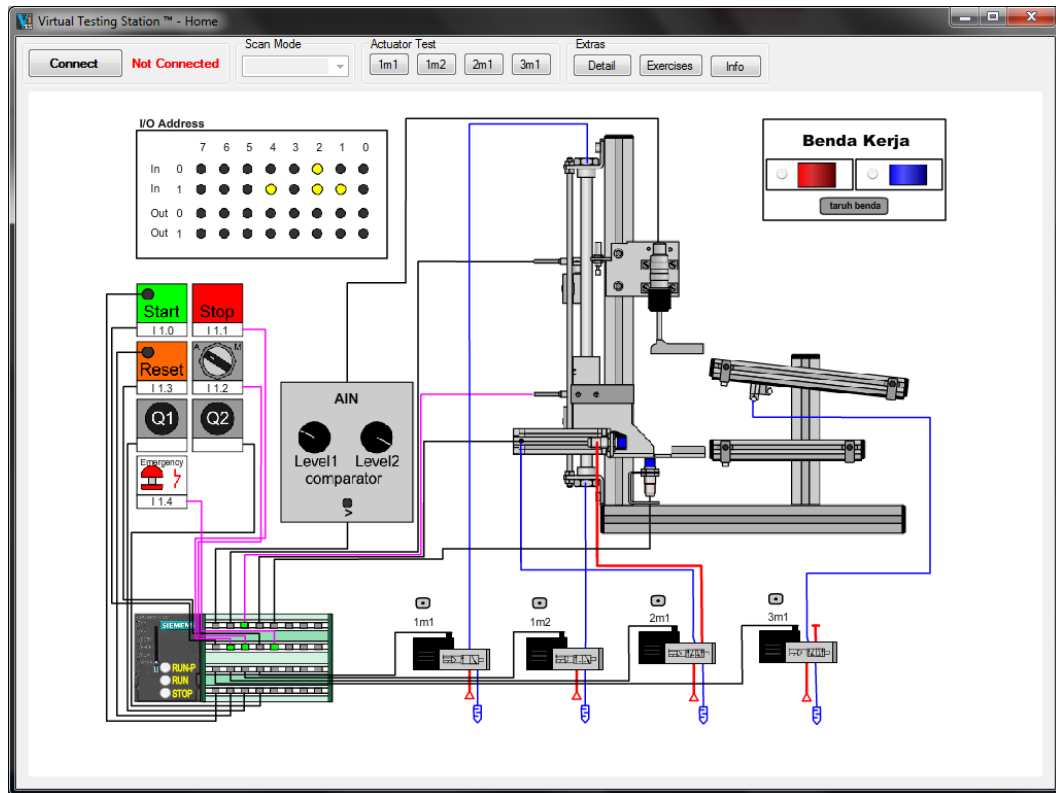 Virtual Testing Station ™ - Home
Connect
Not Connected
Scan Mode
Actuator Test
1m1 1m2 2m1 3m1
Extras
Detail Exercises Info
I/O Address
7 6 5 4 3 2 1 0
In 0
In 1
Out 0
Out 1
Benda Kerja
taruh benda
Start Stop
I 1.0 I 1.1
Reset A M
I 1.3 I 1.2
Q1 Q2
Emergency
I 1.4
AIN
Level1 Level2
comparator
>
SIEMENS
RUN-P
RUN
STOP
1m1 1m2 2m1 3m1